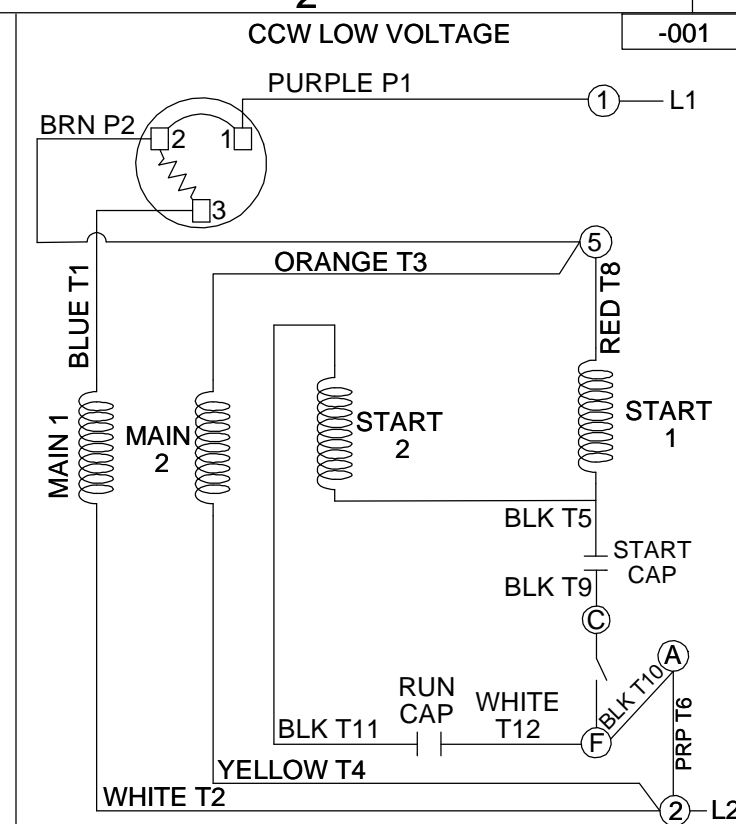 CCW LOW VOLTAGE
-001
PURPLE P1
1
L1
BRN P2
2
1
3
5
ORANGE T3
BLUE T1
RED T8
MAIN 1
MAIN
2
START
2
START
1
BLK T5
START
CAP
BLK T9
C
A
RUN
CAP
WHITE
T12
BLK T10
BLK T11
F
PRP T6
YELLOW T4
WHITE T2
2
L2